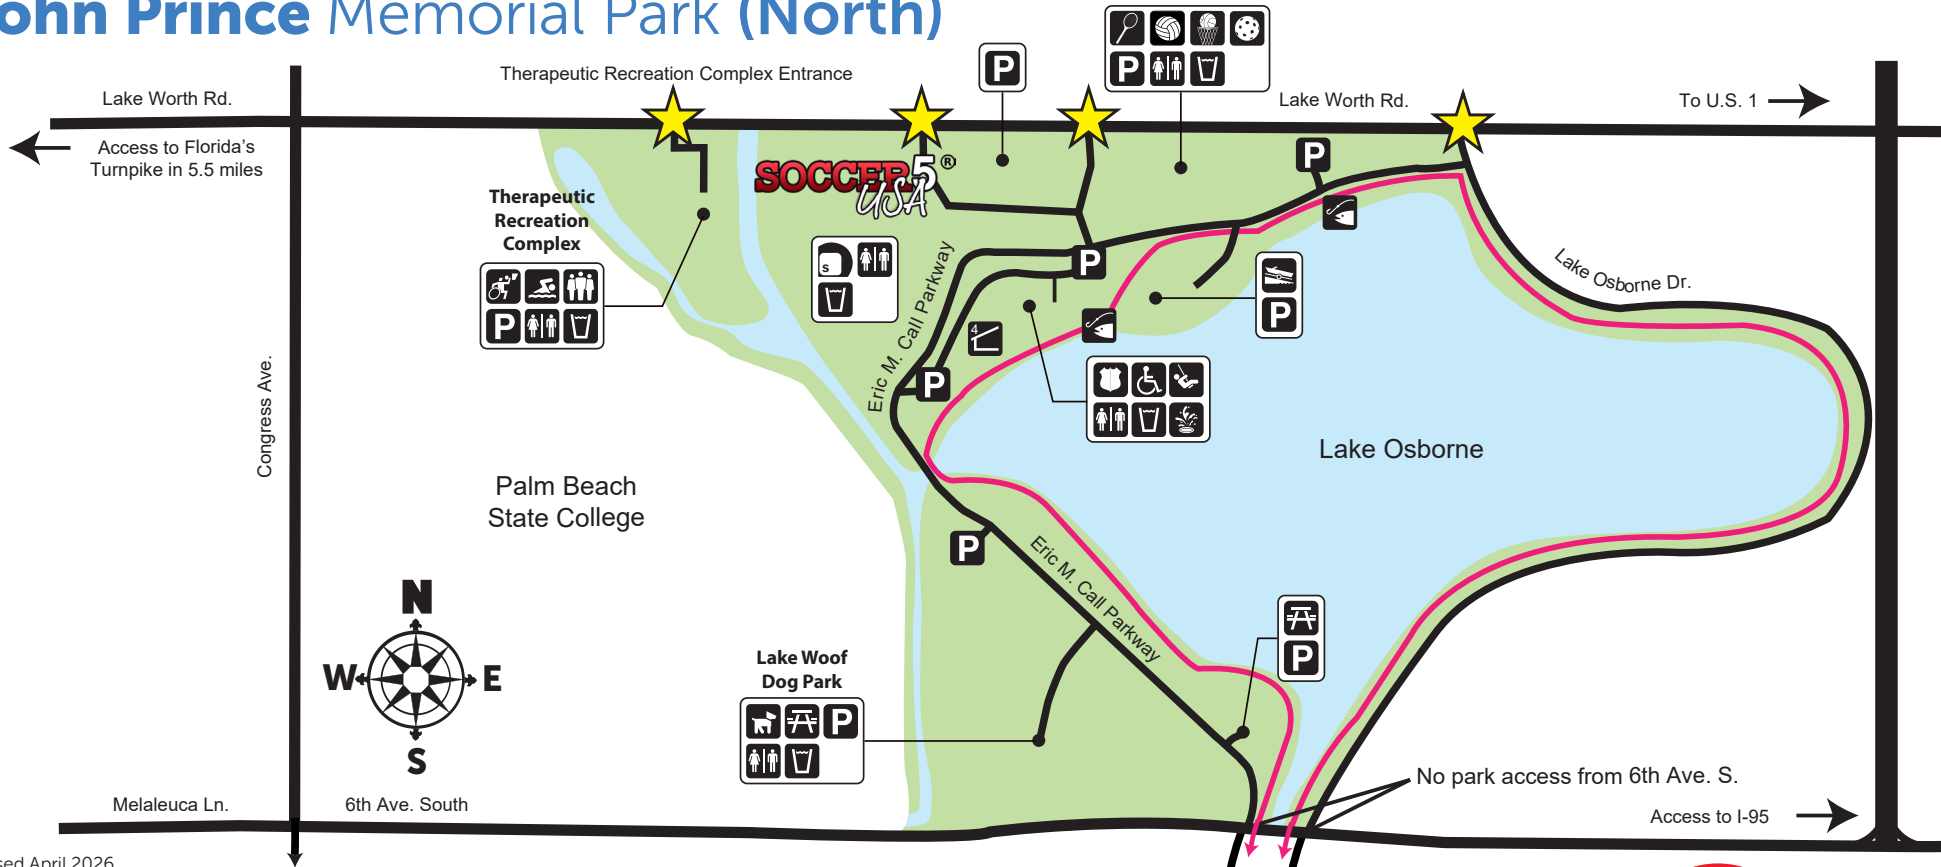 ohn Prince Memorial Park (North)
Therapeutic Recreation Complex Entrance
Lake Worth Rd.
Lake Worth Rd.
To U.S. 1
Access to Florida's
Turnpike in 5.5 miles
P
P
P
SOCCER 5 ®
USA
Therapeutic
Recreation
Complex
P
s
P
P
4
P
Eric M. Call Parkway
Lake Osborne Dr.
Congress Ave.
Lake Osborne
Palm Beach
State College
P
Eric M. Call Parkway
N
W E
S
Lake Woof
Dog Park
P
P
No park access from 6th Ave. S.
Melaleuca Ln.
6th Ave. South
Access to I-95
sed April 2026